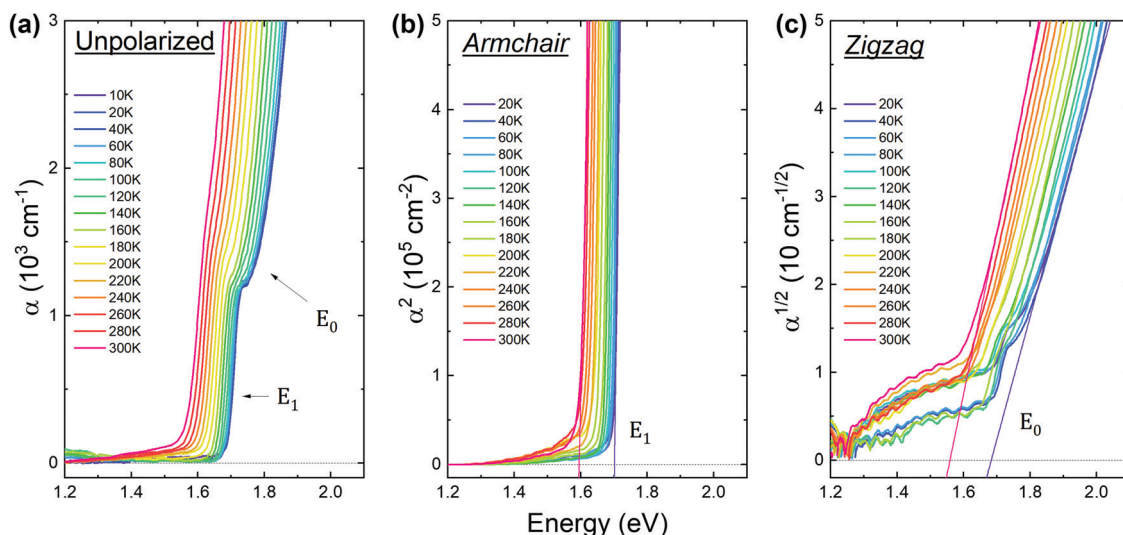 (a)
Unpolarized
10K
20K
40K
60K
80K
100K
120K
140K
160K
180K
200K
220K
240K
260K
280K
300K
E₀
E₁
α (10³ cm⁻¹)
3
2
1
0
1.2 1.4 1.6 1.8 2.0
(b)
Armchair
20K
40K
60K
80K
100K
120K
140K
160K
180K
200K
220K
240K
260K
280K
300K
E₁
α² (10⁵ cm⁻²)
5
4
3
2
1
0
1.2 1.4 1.6 1.8 2.0
Energy (eV)
(c)
Zigzag
20K
40K
60K
80K
100K
120K
140K
160K
180K
200K
220K
240K
260K
280K
300K
E₀
α¹/² (10 cm⁻¹/²)
5
4
3
2
1
0
1.2 1.4 1.6 1.8 2.0